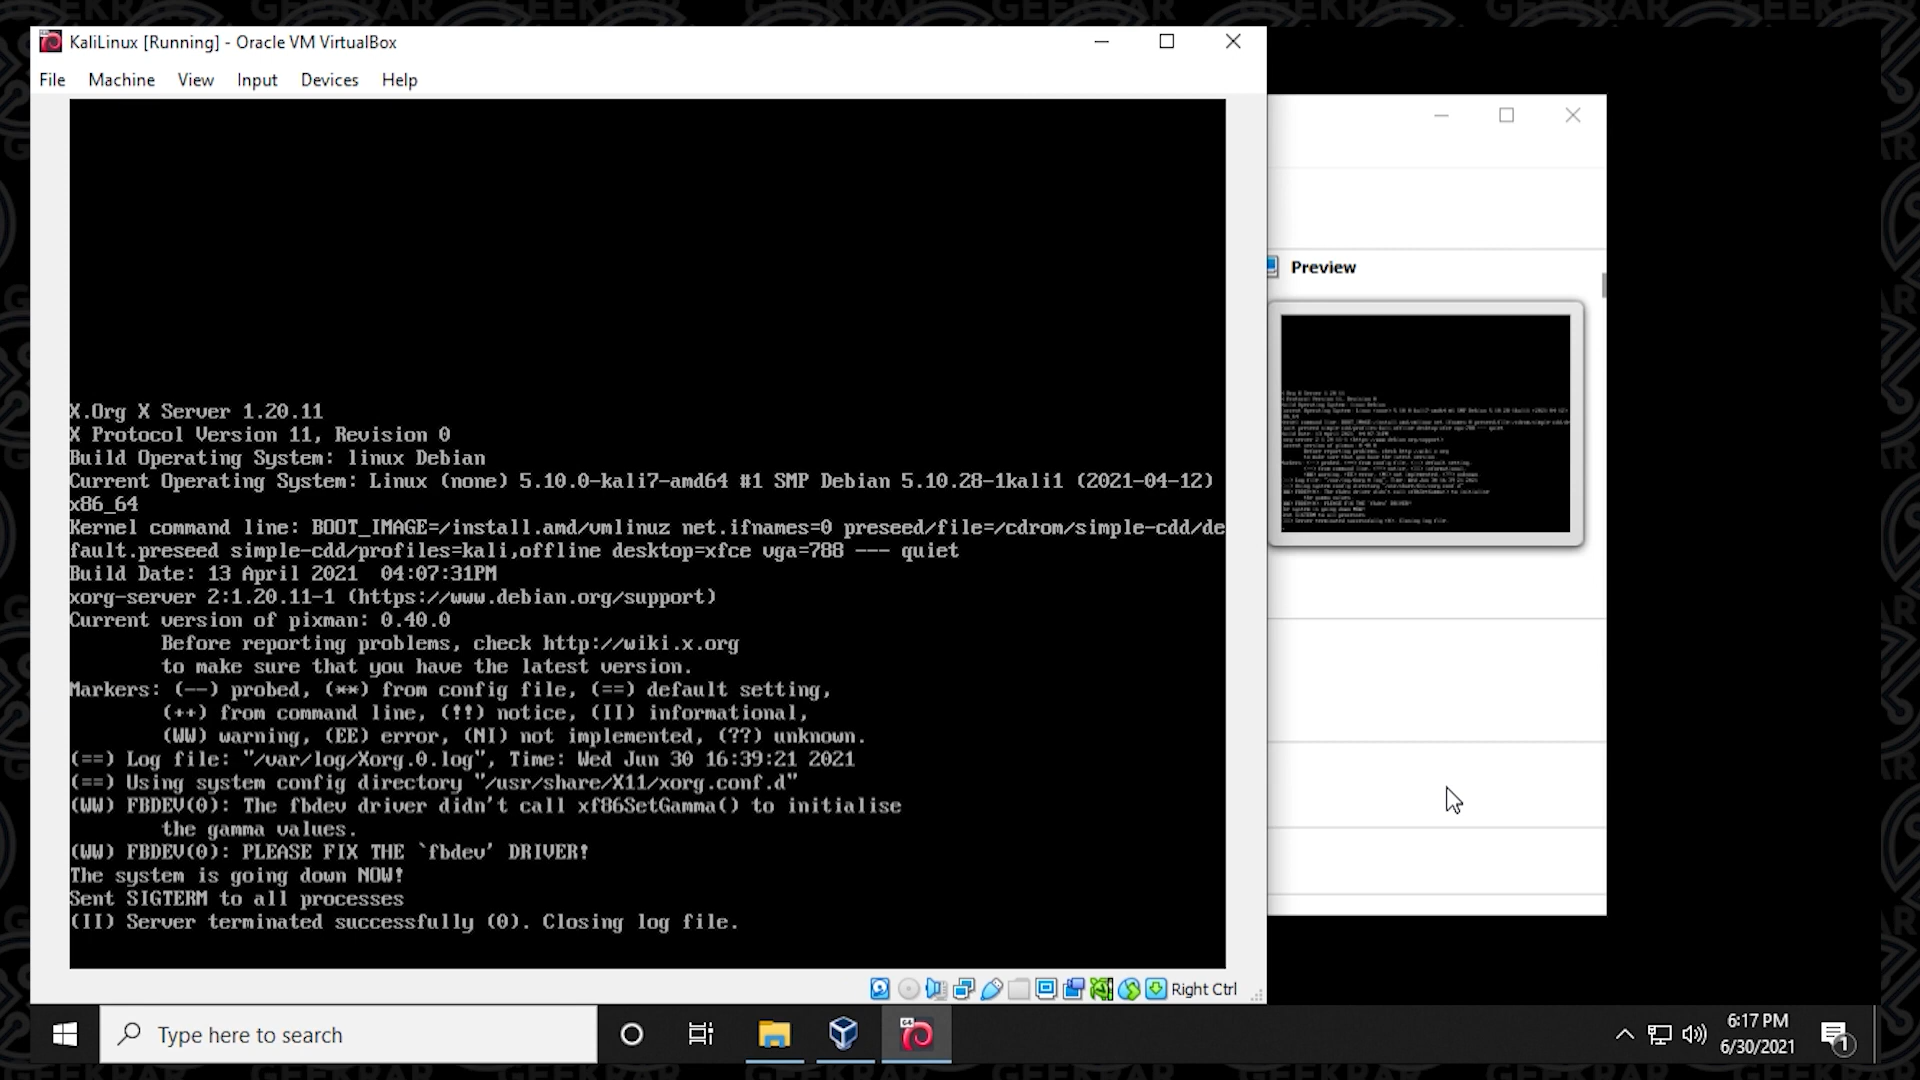 KaliLinux [Running] - Oracle VM VirtualBox
File Machine View Input Devices Help
Preview
X.Org X Server 1.20.11
X Protocol Version 11, Revision 0
Build Operating System: linux Debian
Current Operating System: Linux (none) 5.10.0-kali7-amd64 #1 SMP Debian 5.10.28-1kali1 (2021-04-12)
x86_64
Kernel command line: BOOT_IMAGE=/install.amd/vmlinuz net.ifnames=0 preseed/file=/cdrom/simple-cdd/de
fault.preseed simple-cdd/profiles=kali,offline desktop=xfce vga=788 --- quiet
Build Date: 13 April 2021  04:07:31PM
xorg-server 2:1.20.11-1 (https://www.debian.org/support)
Current version of pixman: 0.40.0
Before reporting problems, check http://wiki.x.org
to make sure that you have the latest version.
Markers: (--) probed, (**) from config file, (==) default setting,
(++) from command line, (!!) notice, (II) informational,
(WW) warning, (EE) error, (NI) not implemented, (??) unknown.
(==) Log file: "/var/log/Xorg.0.log", Time: Wed Jun 30 16:39:21 2021
(==) Using system config directory "/usr/share/X11/xorg.conf.d"
(WW) FBDEV(0): The fbdev driver didn't call xf86SetGamma() to initialise
the gamma values.
(WW) FBDEV(0): PLEASE FIX THE `fbdev' DRIVER!
The system is going down NOW!
Sent SIGTERM to all processes
(II) Server terminated successfully (0). Closing log file.
Right Ctrl
Type here to search
64
6:17 PM
6/30/2021
1